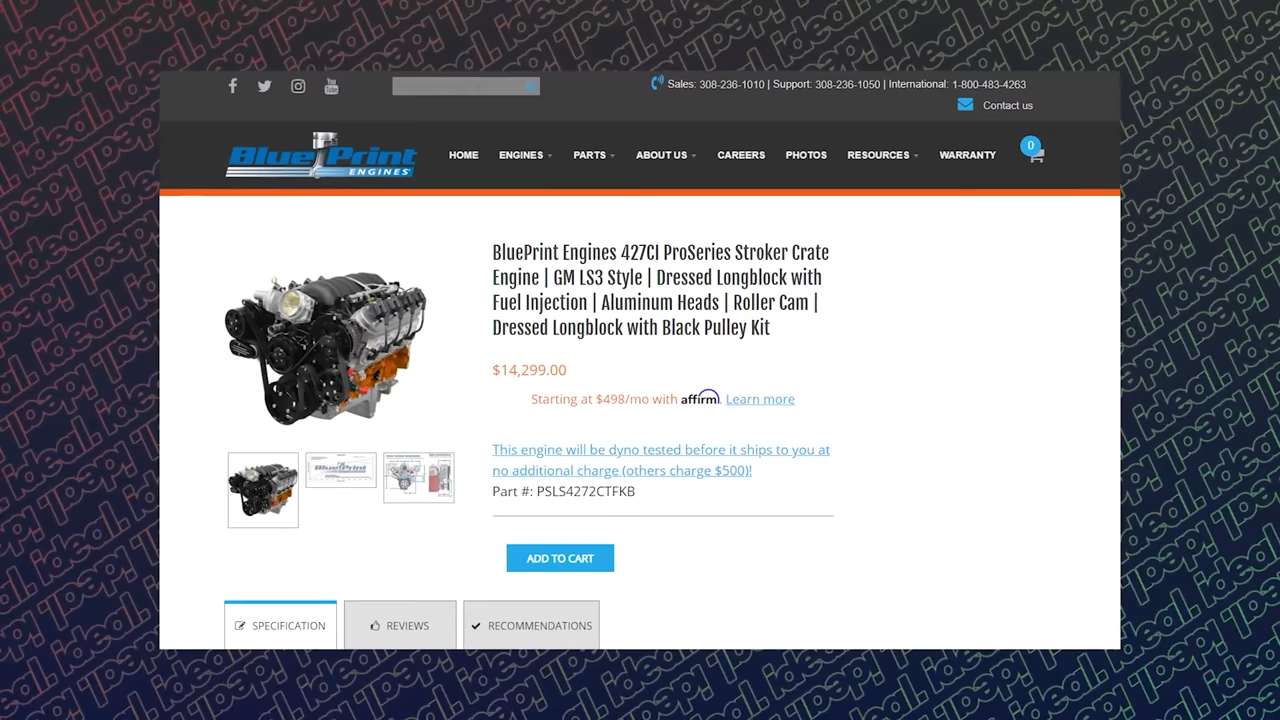 Sales: 308-236-1010 | Support: 308-236-1050 | International: 1-800-483-4263
Contact us
BluePrint
ENGINES
HOME ENGINES PARTS ABOUT US CAREERS PHOTOS RESOURCES WARRANTY 0
BluePrint Engines 427CI ProSeries Stroker Crate
Engine | GM LS3 Style | Dressed Longblock with
Fuel Injection | Aluminum Heads | Roller Cam |
Dressed Longblock with Black Pulley Kit
$14,299.00
Starting at $498/mo with affirm. Learn more
This engine will be dyno tested before it ships to you at
no additional charge (others charge $500)!
Part #: PSLS4272CTFKB
ADD TO CART
SPECIFICATION REVIEWS RECOMMENDATIONS
ideal.